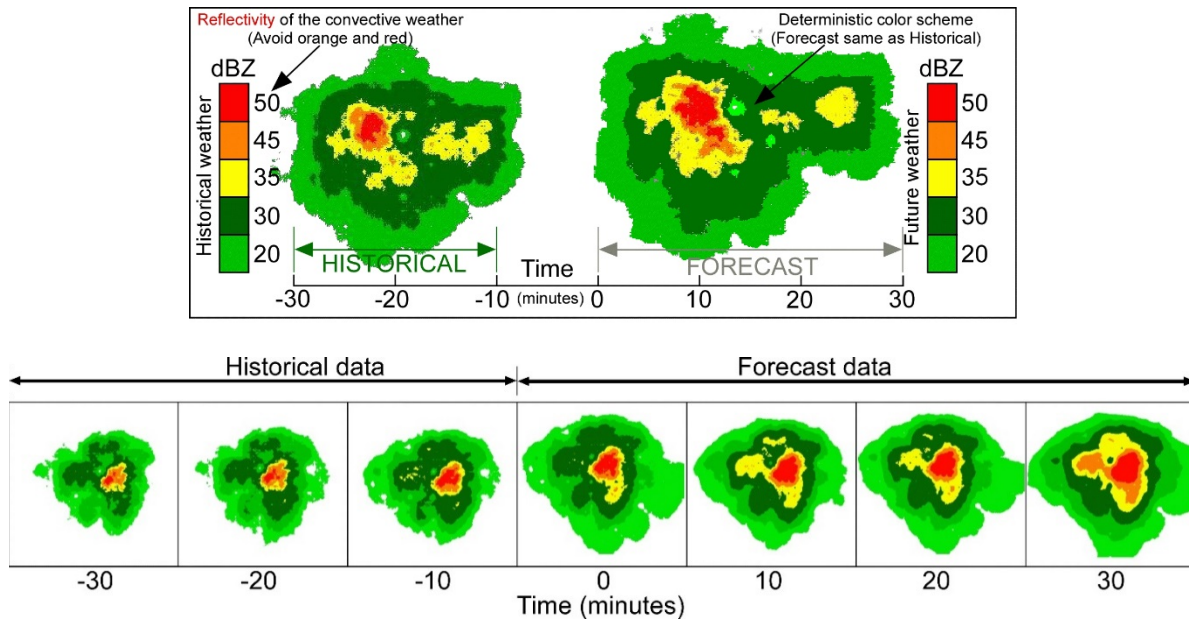 Reflectivity of the convective weather
(Avoid orange and red)
Deterministic color scheme
(Forecast same as Historical)
dBZ
50
45
35
30
20
Historical weather
dBZ
50
45
35
30
20
Future weather
HISTORICAL
FORECAST
Time
(minutes)
-30
-20
-10
0
10
20
30
Historical data
Forecast data
-30
-20
-10
0
10
20
30
Time (minutes)